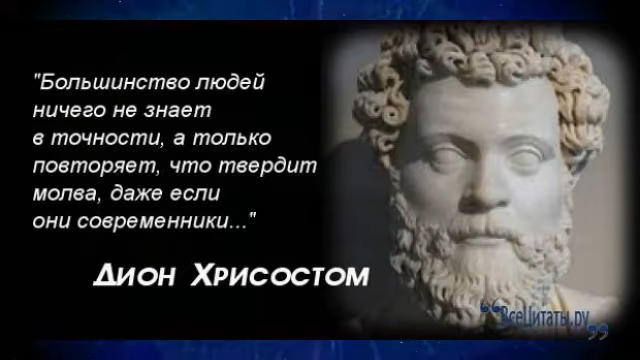 "Большинство людей
ничего не знает
в точности, а только
повторяет, что твердит
молва, даже если
они современники..."
Дион Хрисостом
“ВсеЦитаты.ру”